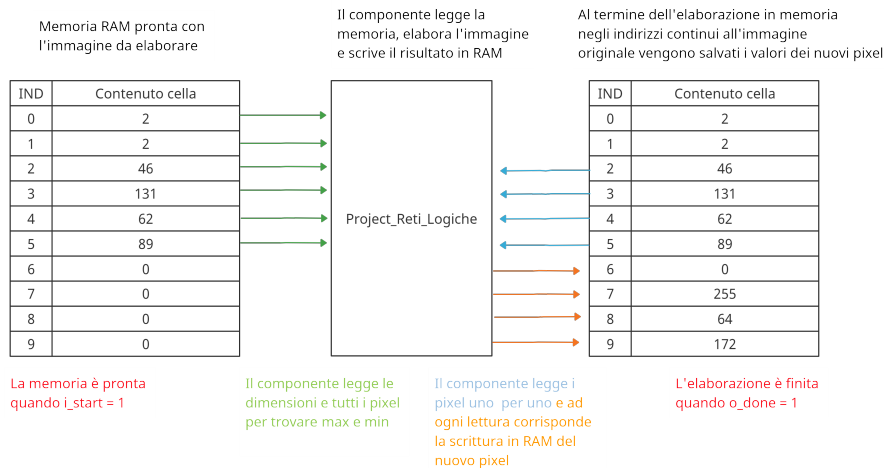 Memoria RAM pronta con
l'immagine da elaborare
Il componente legge la
memoria, elabora l'immagine
e scrive il risultato in RAM
Al termine dell'elaborazione in memoria
negli indirizzi continui all'immagine
originale vengono salvati i valori dei nuovi pixel
IND Contenuto cella
0 2
1 2
2 46
3 131
4 62
5 89
6 0
7 0
8 0
9 0
Project_Reti_Logiche
IND Contenuto cella
0 2
1 2
2 46
3 131
4 62
5 89
6 0
7 255
8 64
9 172
La memoria è pronta
quando i_start = 1
Il componente legge le
dimensioni e tutti i pixel
per trovare max e min
Il componente legge i
pixel uno per uno e ad
ogni lettura corrisponde
la scrittura in RAM del
nuovo pixel
L'elaborazione è finita
quando o_done = 1